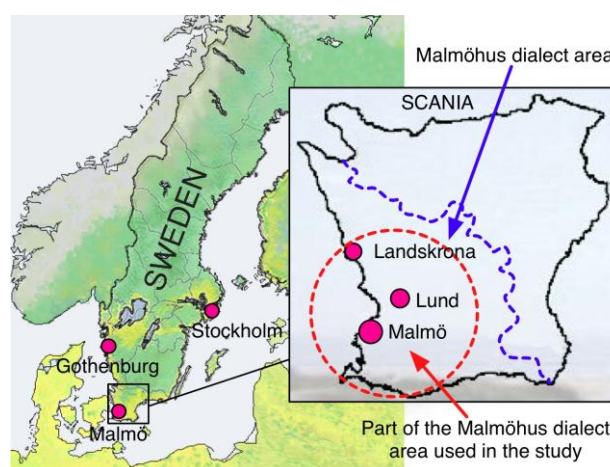 Malmöhus dialect area
SCANIA
SWEDEN
Landskrona
Lund
Malmö
Stockholm
Gothenburg
Malmö
Part of the Malmöhus dialect
area used in the study